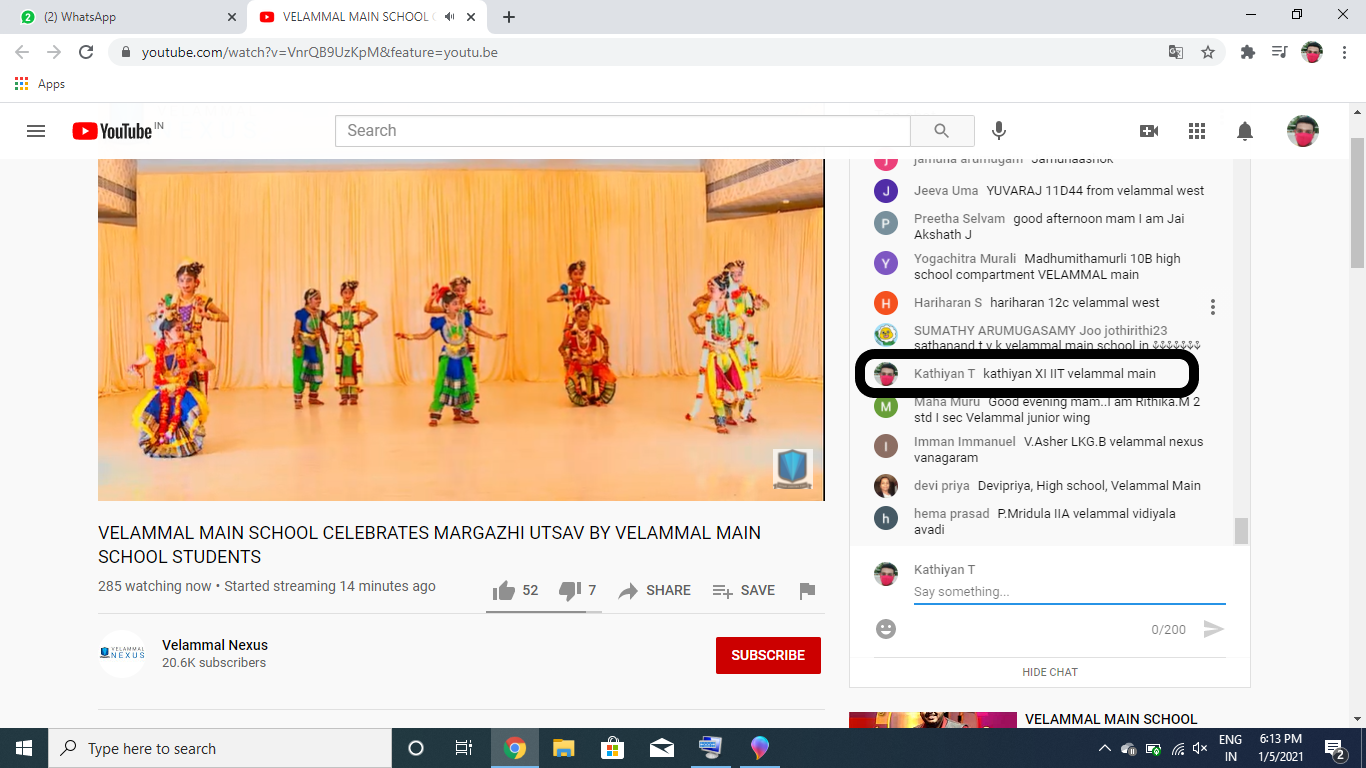 (2) WhatsApp
VELAMMAL MAIN SCHOOL
youtube.com/watch?v=VnrQB9UzKpM&feature=youtu.be
Apps
YouTube IN
Search
jamuna arumugam Jamunaashok
Jeeva Uma YUVARAJ 11D44 from velammal west
Preetha Selvam good afternoon mam I am Jai
Akshath J
Yogachitra Murali Madhumithamurli 10B high
school compartment VELAMMAL main
Hariharan S hariharan 12c velammal west
SUMATHY ARUMUGASAMY Joo jothirithi23
sathanand t v k velammal main school in
Kathiyan T kathiyan XI IIT velammal main
Maha Muru Good evening mam..I am Rithika.M 2
std I sec Velammal junior wing
Imman Immanuel V.Asher LKG.B velammal nexus
vanagaram
devi priya Devipriya, High school, Velammal Main
hema prasad P.Mridula IIA velammal vidiyala
avadi
Kathiyan T
Say something...
0/200
HIDE CHAT
VELAMMAL MAIN SCHOOL CELEBRATES MARGAZHI UTSAV BY VELAMMAL MAIN
SCHOOL STUDENTS
285 watching now • Started streaming 14 minutes ago
52
7
SHARE
SAVE
VELAMMAL
NEXUS
Velammal Nexus
20.6K subscribers
SUBSCRIBE
VELAMMAL MAIN SCHOOL
Type here to search
ENG
IN
6:13 PM
1/5/2021
2